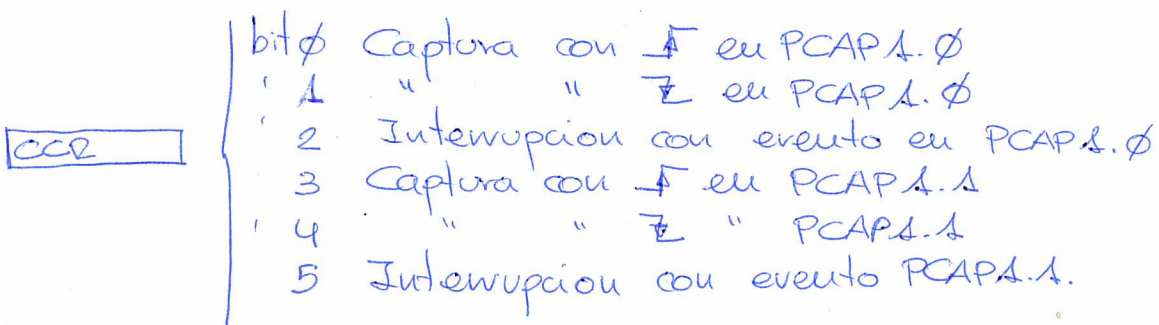 bit Ø Captura con ↑ en PCAP1.Ø
' 1 " " ↓ en PCAP1.Ø
' 2 Interrupcion con evento en PCAP1.Ø
CCR
3 Captura con ↑ en PCAP1.1
' 4 " " ↓ " PCAP1.1
5 Interrupcion con evento PCAP1.1.